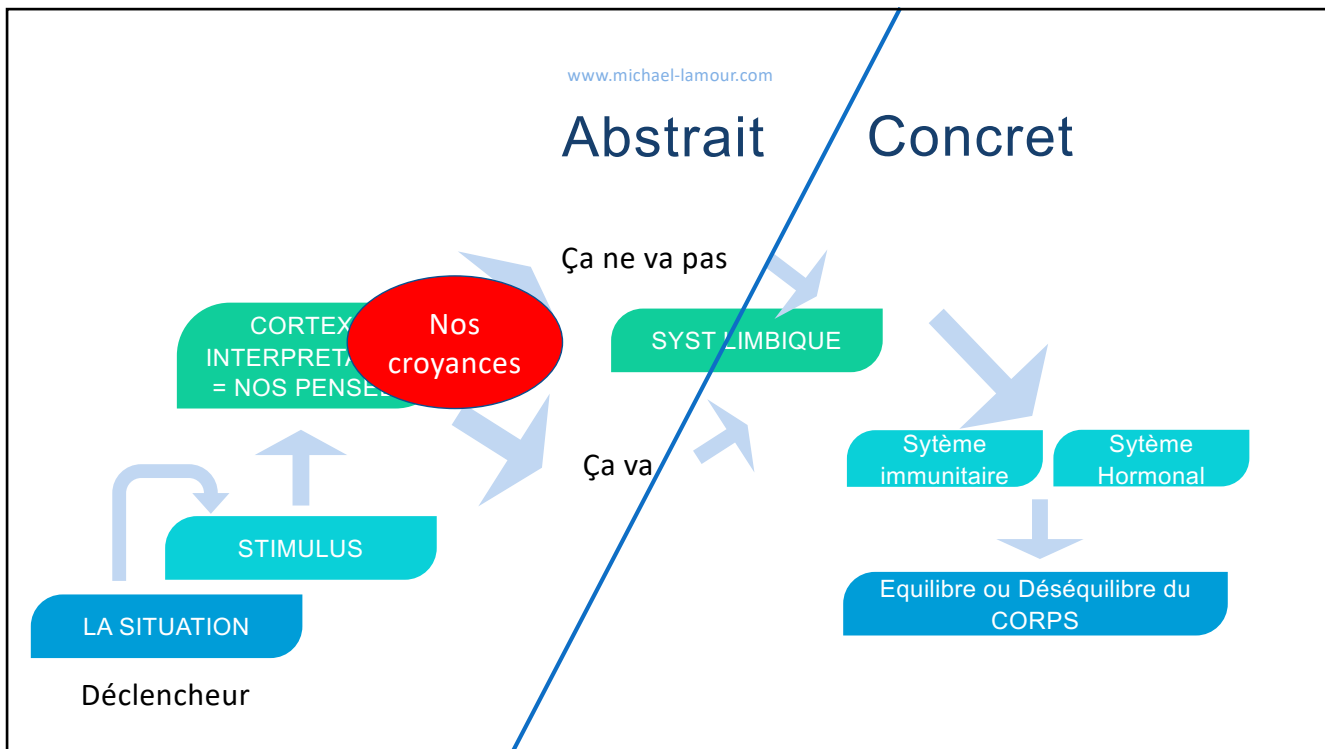 www.michael-lamour.com
Abstrait
Concret
Ça ne va pas
CORTEX
INTERPRETA
= NOS PENSEE
Nos
croyances
SYST LIMBIQUE
Ça va
Sytème
immunitaire
Sytème
Hormonal
STIMULUS
Equilibre ou Déséquilibre du
CORPS
LA SITUATION
Déclencheur